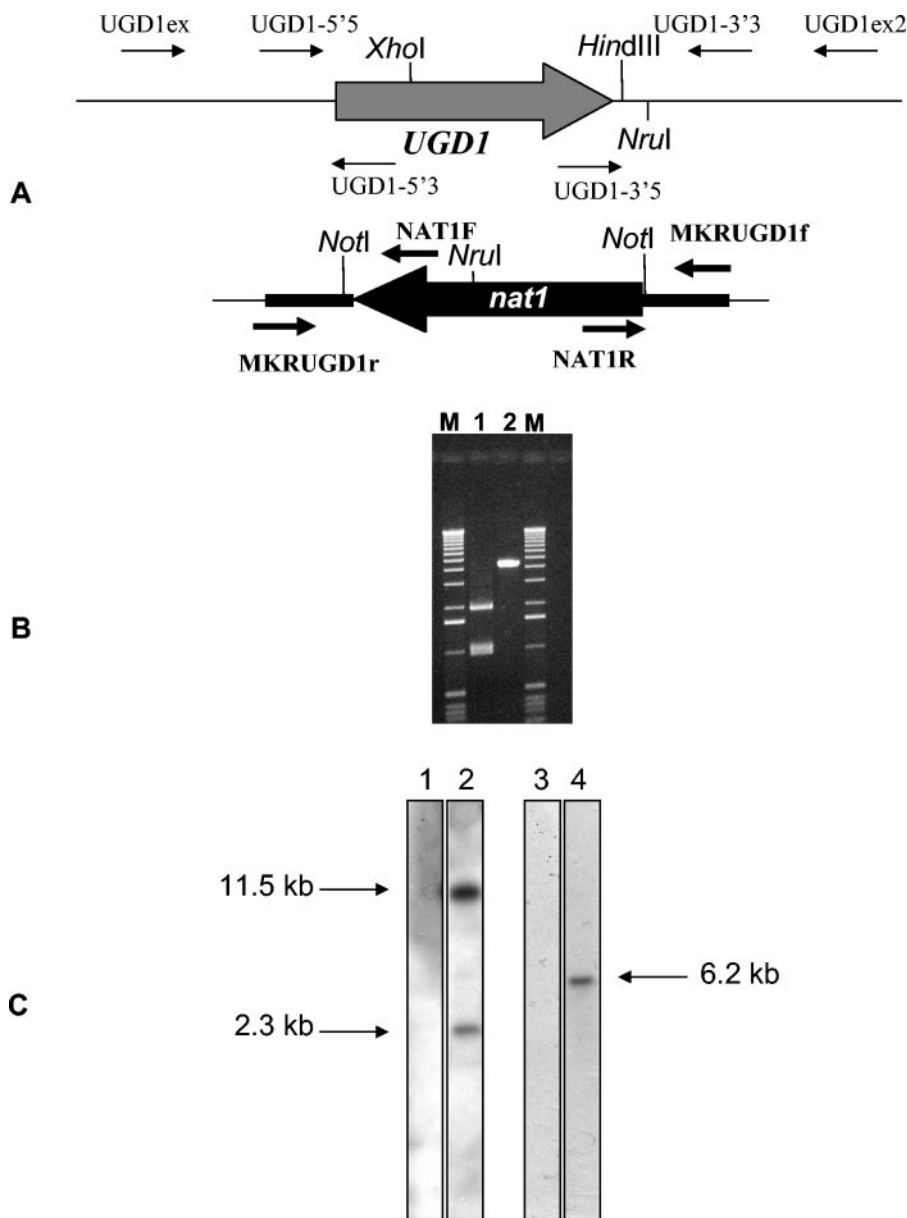 UGD1ex UGD1-5'5 UGD1-3'3 UGD1ex2
XhoI HindIII
UGD1 NruI
UGD1-5'3 UGD1-3'5
A
NotI NAT1F NruI NotI MKRUGD1f
nat1
MKRUGD1r NAT1R
M 1 2 M
B
1 2 3 4
11.5 kb
6.2 kb
C
2.3 kb